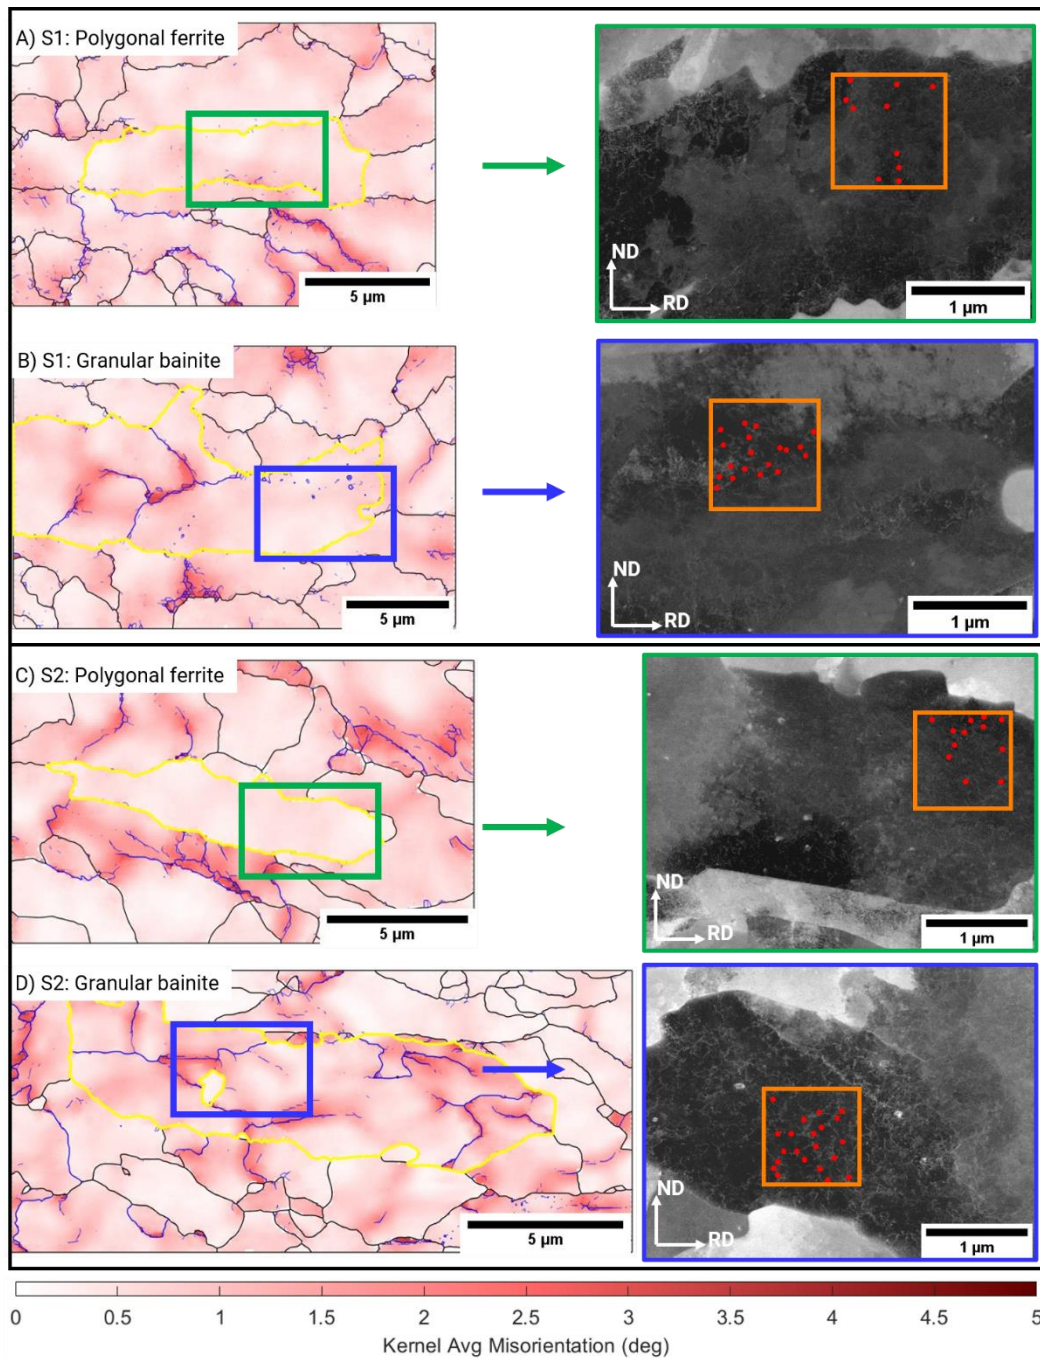 A) S1: Polygonal ferrite
5 µm
ND
RD
1 µm
B) S1: Granular bainite
5 µm
ND
RD
1 µm
C) S2: Polygonal ferrite
5 µm
ND
RD
1 µm
D) S2: Granular bainite
5 µm
ND
RD
1 µm
0 0.5 1 1.5 2 2.5 3 3.5 4 4.5 5
Kernel Avg Misorientation (deg)